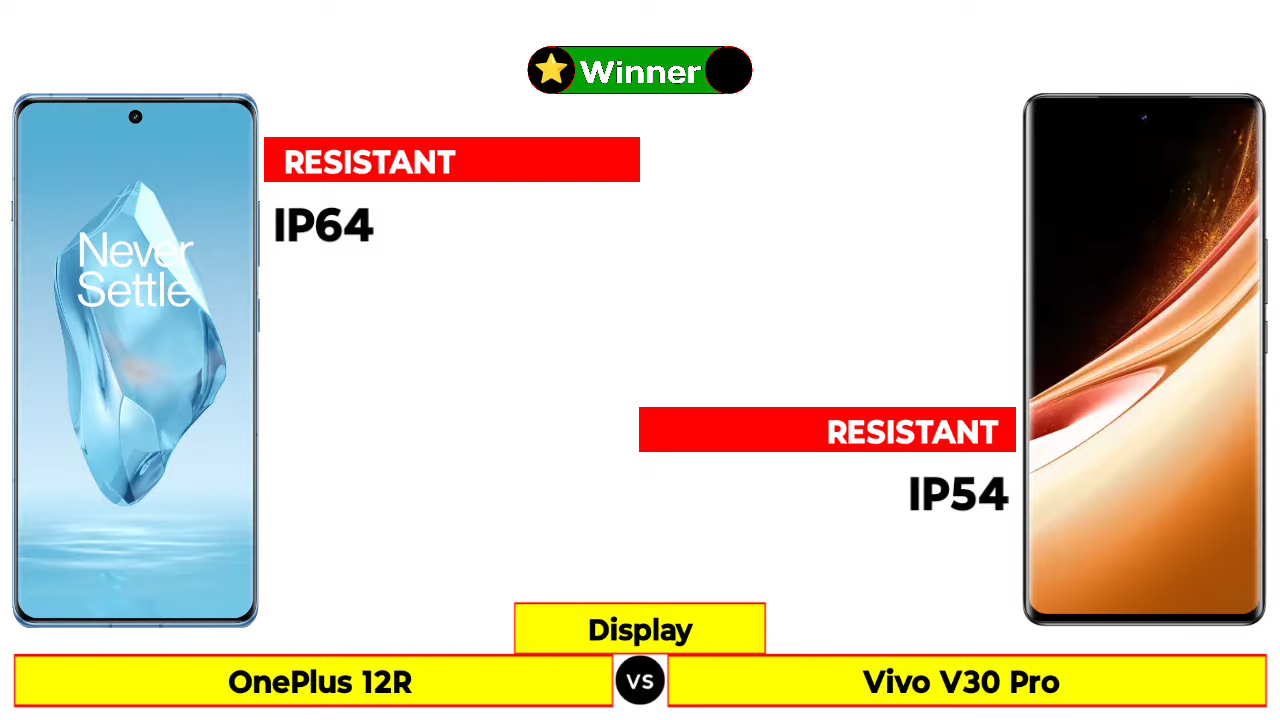 Winner
RESISTANT
IP64
Never
Settle
RESISTANT
IP54
Display
OnePlus 12R
VS
Vivo V30 Pro